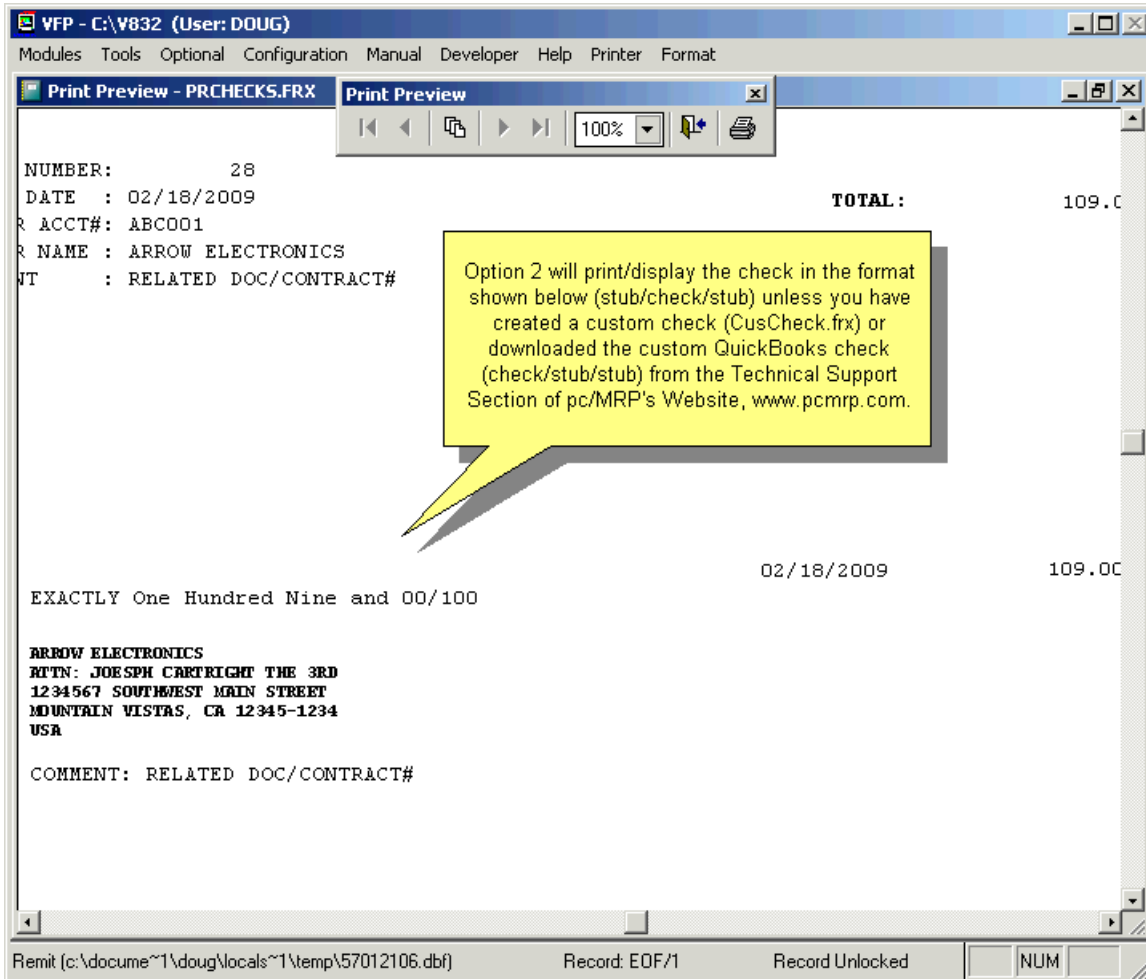 VFP - C:\V832 (User: DOUG)
Modules Tools Optional Configuration Manual Developer Help Printer Format
Print Preview - PRCHECKS.FRX
Print Preview
100%
NUMBER: 28
DATE : 02/18/2009
TOTAL: 109.0
R ACCT#: ABC001
R NAME : ARROW ELECTRONICS
NT : RELATED DOC/CONTRACT#
Option 2 will print/display the check in the format
shown below (stub/check/stub) unless you have
created a custom check (CusCheck.frx) or
downloaded the custom QuickBooks check
(check/stub/stub) from the Technical Support
Section of pc/MRP's Website, www.pcmrp.com.
02/18/2009 109.00
EXACTLY One Hundred Nine and 00/100
ARROW ELECTRONICS
ATTN: JOESPH CARTRIGHT THE 3RD
1234567 SOUTHWEST MAIN STREET
MOUNTAIN VISTAS, CA 12345-1234
USA
COMMENT: RELATED DOC/CONTRACT#
Remit (c:\docume~1\doug\locals~1\temp\57012106.dbf) Record: EOF/1 Record Unlocked NUM